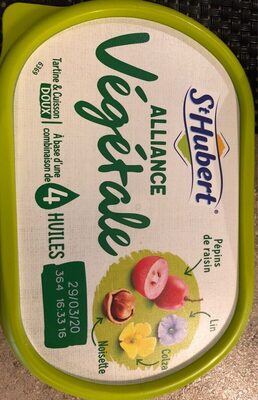 St Hubert®
ALLIANCE
Végétale
Tartine & Cuisson
DOUX
À base d'une
combinaison de
4 HUILES
Pépins
de raisin
Lin
Colza
Noisette
29/03/20
364 16:33 16